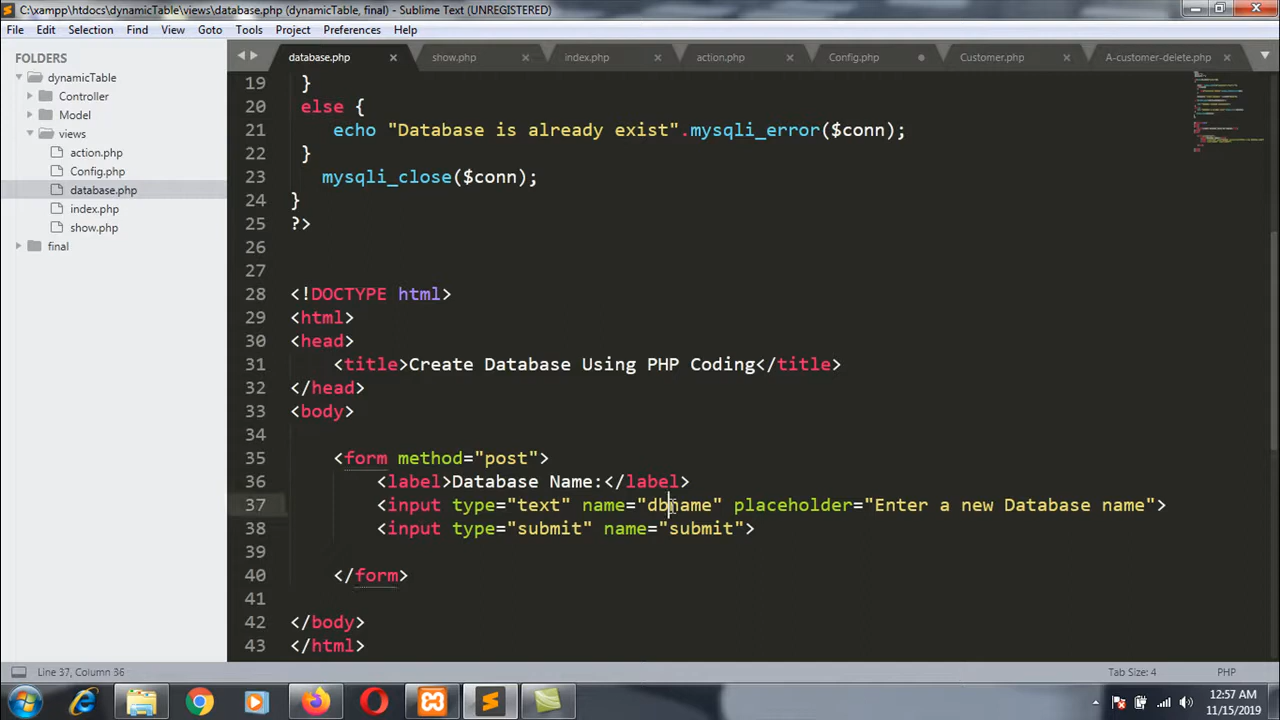 C:\xampp\htdocs\dynamicTable\views\database.php (dynamicTable, final) - Sublime Text (UNREGISTERED)
File Edit Selection Find View Goto Tools Project Preferences Help
FOLDERS
dynamicTable
Controller
Model
views
action.php
Config.php
database.php
index.php
show.php
final
database.php show.php index.php action.php Config.php Customer.php A-customer-delete.php
19 }
20 else {
21 echo "Database is already exist".mysqli_error($conn);
22 }
23 mysqli_close($conn);
24 }
25 ?>
26
27
28 <!DOCTYPE html>
29 <html>
30 <head>
31 <title>Create Database Using PHP Coding</title>
32 </head>
33 <body>
34
35 <form method="post">
36 <label>Database Name:</label>
37 <input type="text" name="dbname" placeholder="Enter a new Database name">
38 <input type="submit" name="submit">
39
40 </form>
41
42 </body>
43 </html>
Line 37, Column 36
Tab Size: 4
PHP
12:57 AM
11/15/2019